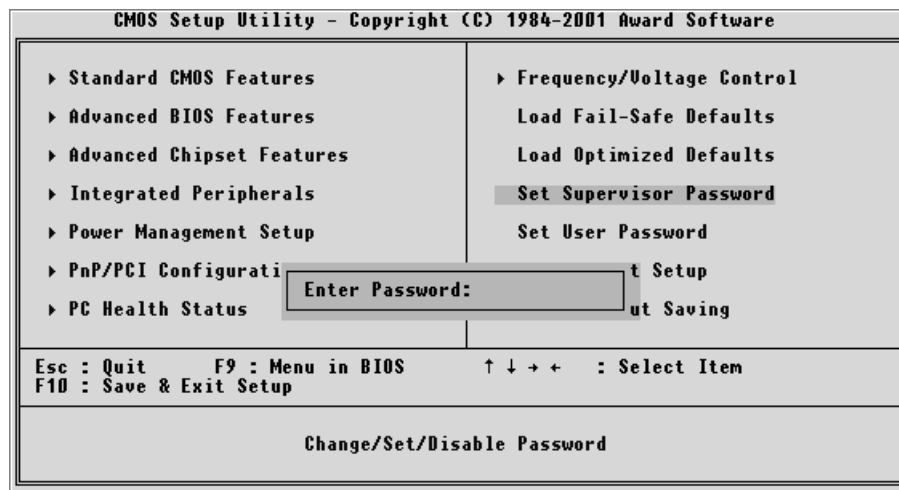 CMOS Setup Utility - Copyright (C) 1984-2001 Award Software
▸ Standard CMOS Features
▸ Advanced BIOS Features
▸ Advanced Chipset Features
▸ Integrated Peripherals
▸ Power Management Setup
▸ PnP/PCI Configurati
▸ PC Health Status
▸ Frequency/Voltage Control
Load Fail-Safe Defaults
Load Optimized Defaults
Set Supervisor Password
Set User Password
t Setup
ut Saving
Enter Password:
Esc : Quit F9 : Menu in BIOS ↑ ↓ → ← : Select Item
F10 : Save & Exit Setup
Change/Set/Disable Password